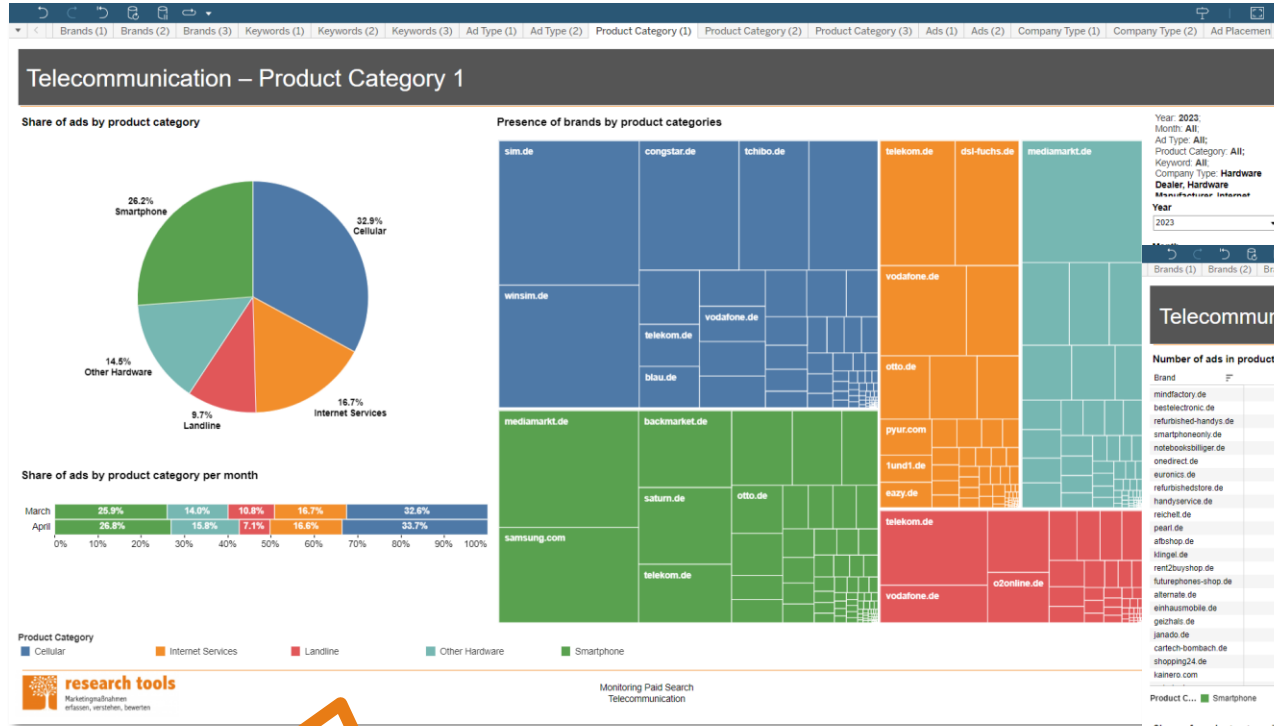 Brands (1) Brands (2) Brands (3) Keywords (1) Keywords (2) Keywords (3) Ad Type (1) Ad Type (2) Product Category (1) Product Category (2) Product Category (3) Ads (1) Ads (2) Company Type (1) Company Type (2) Ad Placemen
Telecommunication – Product Category 1
Share of ads by product category
26.2%
Smartphone
32.9%
Cellular
14.5%
Other Hardware
9.7%
Landline
16.7%
Internet Services
Share of ads by product category per month
March 25.9% 14.0% 10.8% 16.7% 32.6%
April 26.8% 15.8% 7.1% 16.6% 33.7%
0% 10% 20% 30% 40% 50% 60% 70% 80% 90% 100%
Presence of brands by product categories
sim.de congstar.de tchibo.de
winsim.de
vodafone.de
telekom.de
blau.de
mediamarkt.de backmarket.de
saturn.de otto.de
samsung.com
telekom.de
telekom.de dsl-fuchs.de
vodafone.de
otto.de
pyur.com
1und1.de
eazy.de
mediamarkt.de
telekom.de
o2online.de
vodafone.de
Year: 2023;
Month: All;
Ad Type: All;
Product Category: All;
Keyword: All;
Company Type: Hardware
Dealer, Hardware
Manufacturer, Internet
Year
2023
Brands (1) Brands (2) Br
Telecommun
Number of ads in product
Brand
mindfactory.de
bestelectronic.de
refurbished-handys.de
smartphoneonly.de
notebooksbilliger.de
onedirect.de
euronics.de
refurbishedstore.de
handyservice.de
reichelt.de
pearl.de
afbshop.de
klingel.de
rent2buyshop.de
futurephones-shop.de
alternate.de
einhausmobile.de
geizhals.de
janado.de
cartech-bombach.de
shopping24.de
kainero.com
Product C... Smartphone
Product Category
Cellular Internet Services Landline Other Hardware Smartphone
research tools
Marketingmaßnahmen
erfassen, verstehen, bewerten
Monitoring Paid Search
Telecommunication